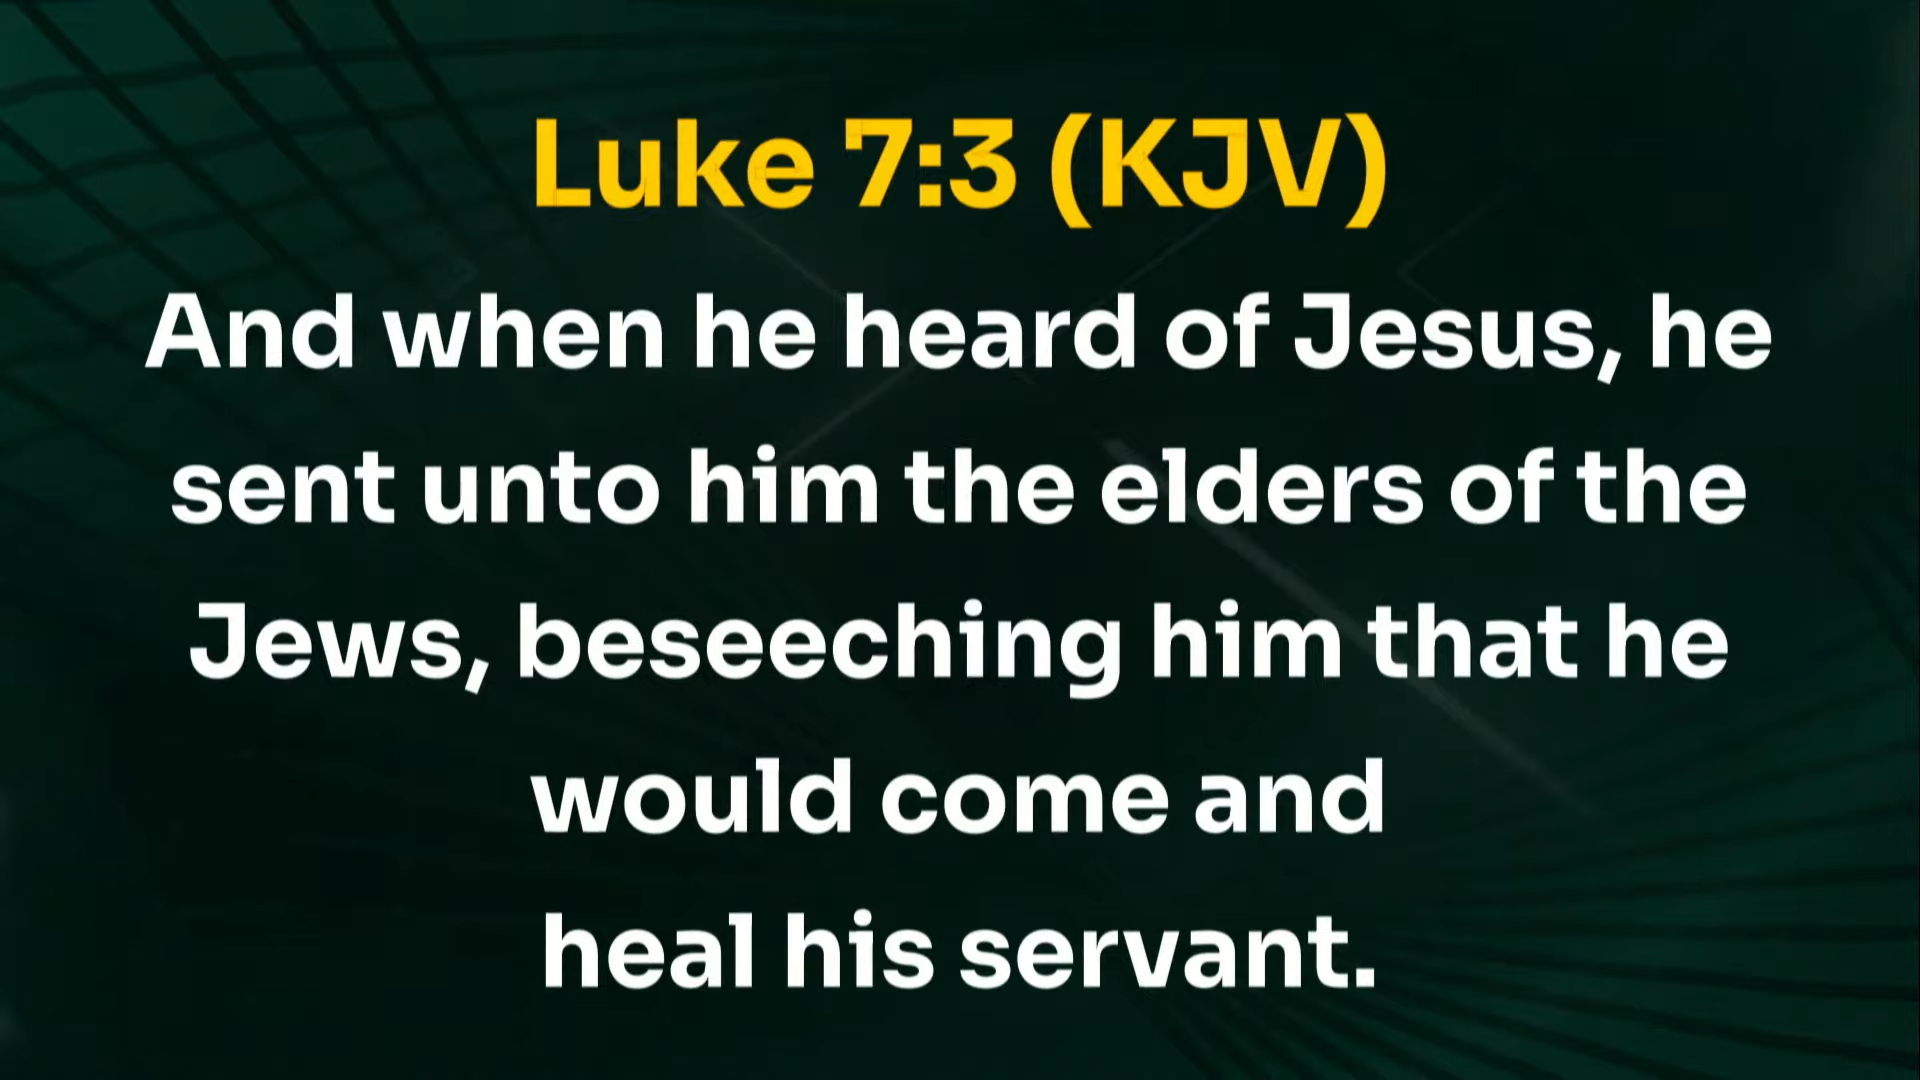 Luke 7:3 (KJV)
And when he heard of Jesus, he
sent unto him the elders of the
Jews, beseeching him that he
would come and
heal his servant.